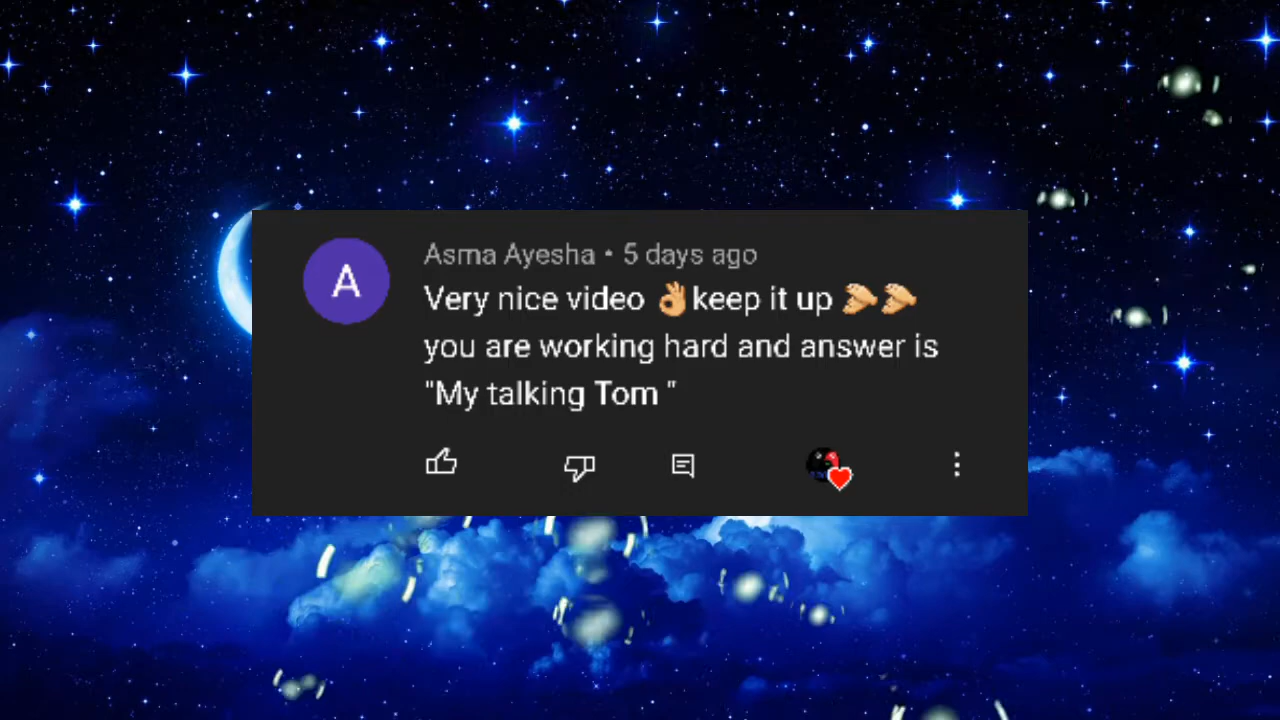 A
Asma Ayesha • 5 days ago
Very nice video 👌keep it up 🫴🫴
you are working hard and answer is
"My talking Tom "